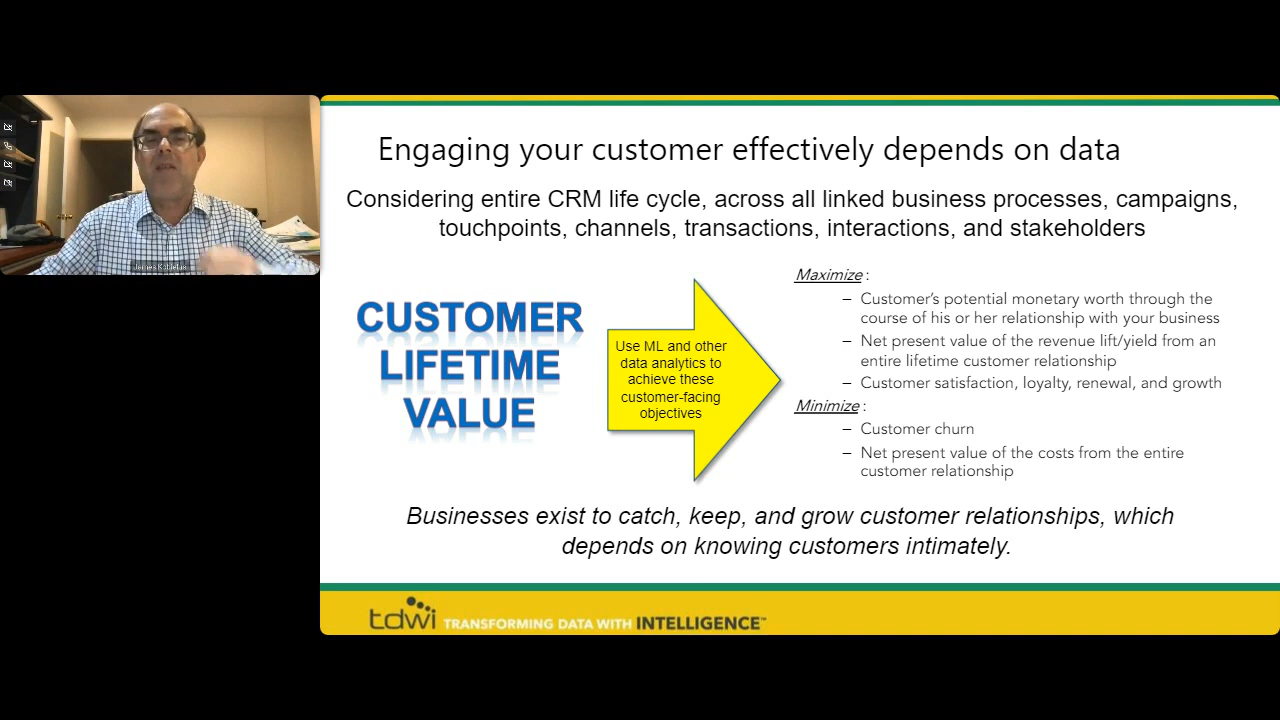 Engaging your customer effectively depends on data
Considering entire CRM life cycle, across all linked business processes, campaigns,
touchpoints, channels, transactions, interactions, and stakeholders
CUSTOMER
LIFETIME
VALUE
Use ML and other
data analytics to
achieve these
customer-facing
objectives
Maximize:
– Customer's potential monetary worth through the
course of his or her relationship with your business
– Net present value of the revenue lift/yield from an
entire lifetime customer relationship
– Customer satisfaction, loyalty, renewal, and growth
Minimize:
– Customer churn
– Net present value of the costs from the entire
customer relationship
Businesses exist to catch, keep, and grow customer relationships, which
depends on knowing customers intimately.
tdwi TRANSFORMING DATA WITH INTELLIGENCE™
James Kobielus